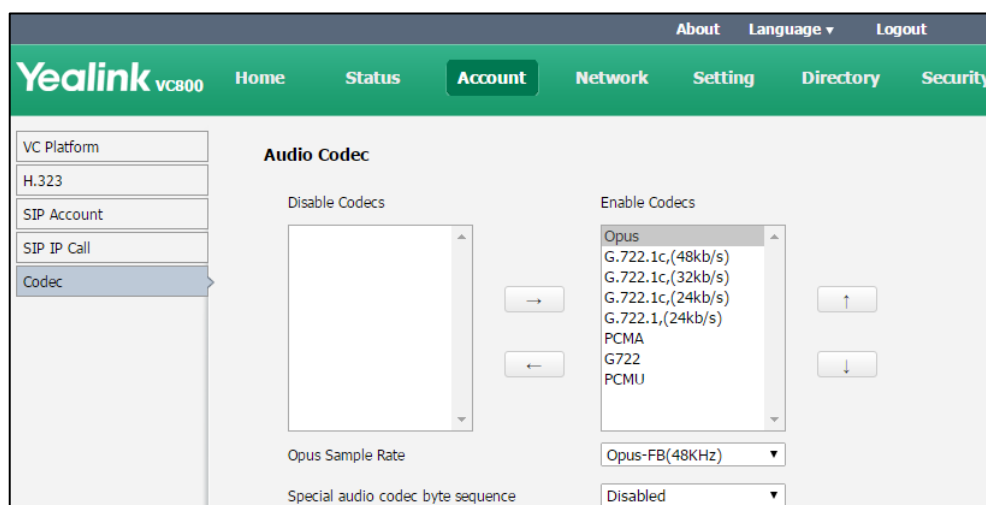 About Language ▾ Logout
Yealink VC800 Home Status Account Network Setting Directory Security
VC Platform
H.323
SIP Account
SIP IP Call
Codec
Audio Codec
Disable Codecs
Enable Codecs
Opus
G.722.1c,(48kb/s)
G.722.1c,(32kb/s)
G.722.1c,(24kb/s)
G.722.1,(24kb/s)
PCMA
G722
PCMU
→
←
↑
↓
Opus Sample Rate Opus-FB(48KHz) ▼
Special audio codec byte sequence Disabled ▼